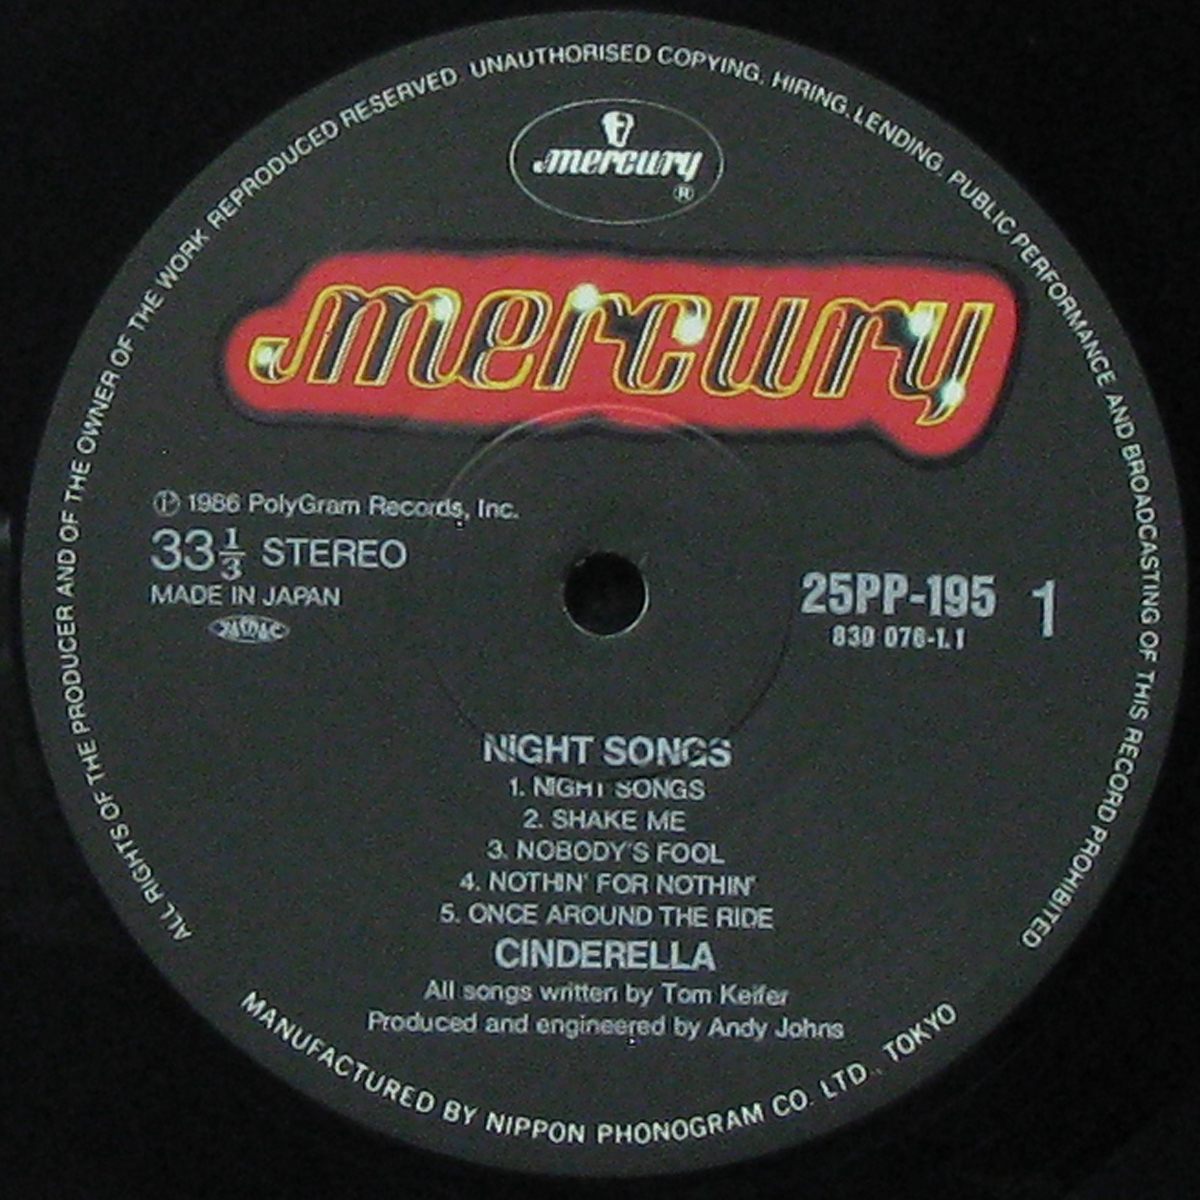 ALL RIGHTS OF THE PRODUCER AND OF THE OWNER OF THE WORK REPRODUCED RESERVED. UNAUTHORISED COPYING, HIRING, LENDING, PUBLIC PERFORMANCE AND BROADCASTING OF THIS RECORD PROHIBITED
mercury
®
mercury
Ⓟ 1986 PolyGram Records, Inc.
33 1/3 STEREO
MADE IN JAPAN
25PP-195 1
830 076-1.1
NIGHT SONGS
1. NIGHT SONGS
2. SHAKE ME
3. NOBODY'S FOOL
4. NOTHIN' FOR NOTHIN'
5. ONCE AROUND THE RIDE
CINDERELLA
All songs written by Tom Keifer
Produced and engineered by Andy Johns
MANUFACTURED BY NIPPON PHONOGRAM CO. LTD., TOKYO